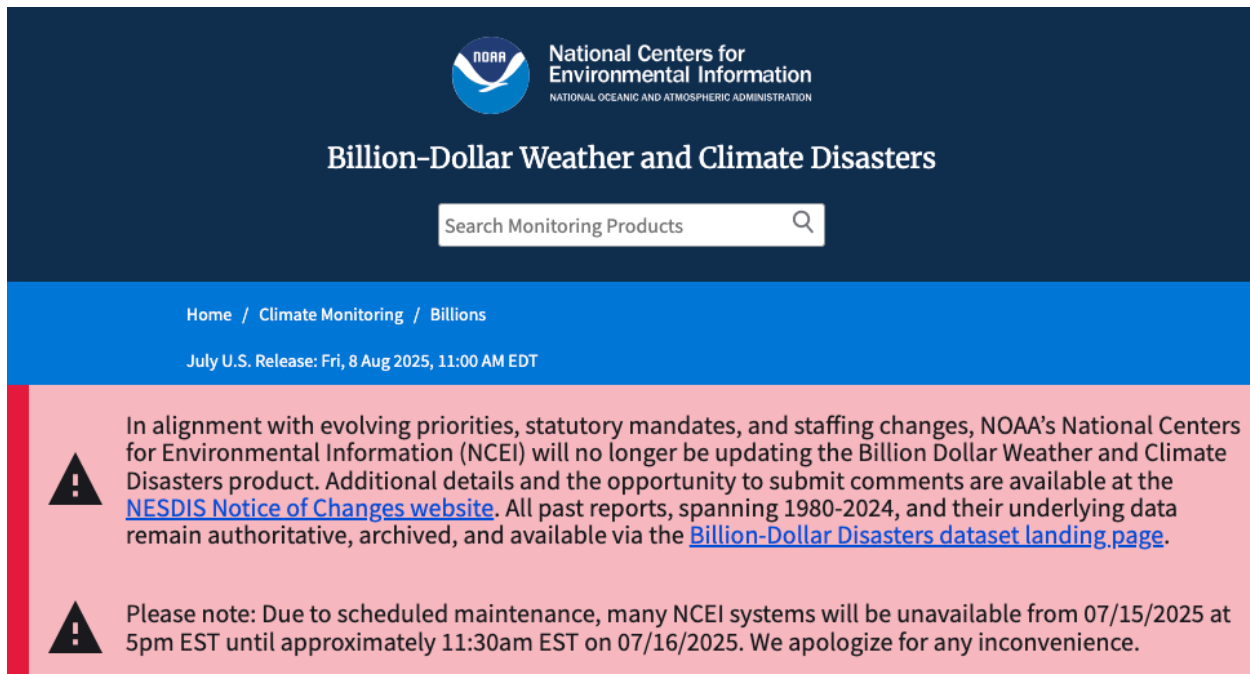 NOAA
National Centers for
Environmental Information
NATIONAL OCEANIC AND ATMOSPHERIC ADMINISTRATION
Billion-Dollar Weather and Climate Disasters
Search Monitoring Products
Home / Climate Monitoring / Billions
July U.S. Release: Fri, 8 Aug 2025, 11:00 AM EDT
In alignment with evolving priorities, statutory mandates, and staffing changes, NOAA’s National Centers
for Environmental Information (NCEI) will no longer be updating the Billion Dollar Weather and Climate
Disasters product. Additional details and the opportunity to submit comments are available at the
NESDIS Notice of Changes website. All past reports, spanning 1980-2024, and their underlying data
remain authoritative, archived, and available via the Billion-Dollar Disasters dataset landing page.
Please note: Due to scheduled maintenance, many NCEI systems will be unavailable from 07/15/2025 at
5pm EST until approximately 11:30am EST on 07/16/2025. We apologize for any inconvenience.